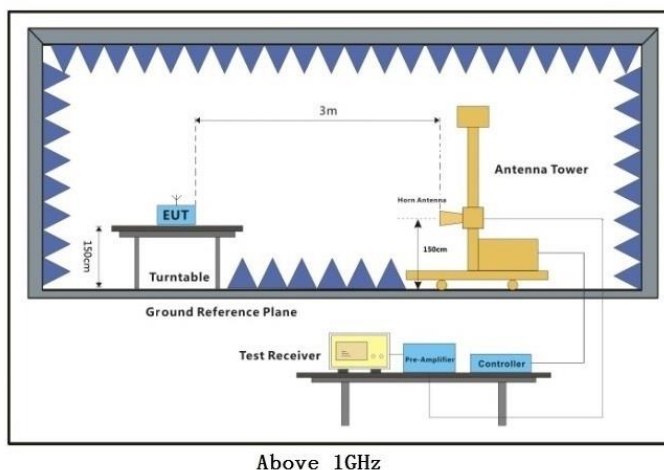 3m
Antenna Tower
Horn Antenna
EUT
150cm
150cm
Turntable
Ground Reference Plane
Test Receiver
Pre-Amplifier
Controller
Above 1GHz